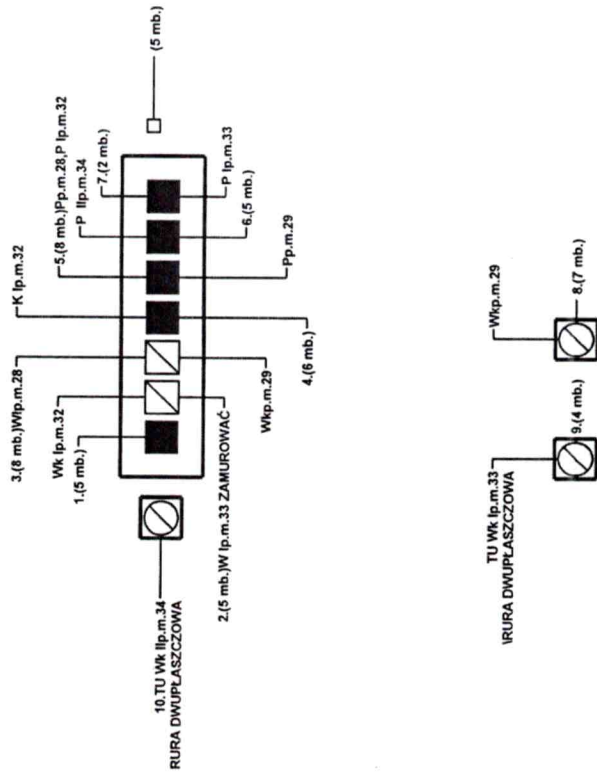 (5 mb.)
7.(2 mb.)
P Ip.m.33
P IIp.m.34
6.(5 mb.)
5.(8 mb.)Pp.m.28,P Ip.m.32
Pp.m.29
K Ip.m.32
4.(6 mb.)
3.(8 mb.)WIp.m.28
Wkp.m.29
Wk Ip.m.32
2.(5 mb.)W Ip.m.33 ZAMUROWAĆ
1.(5 mb.)
10.TU Wk IIp.m.34
RURA DWUPŁASZCZOWA
Wkp.m.29
8.(7 mb.)
TU Wk Ip.m.33
\RURA DWUPŁASZCZOWA
9.(4 mb.)